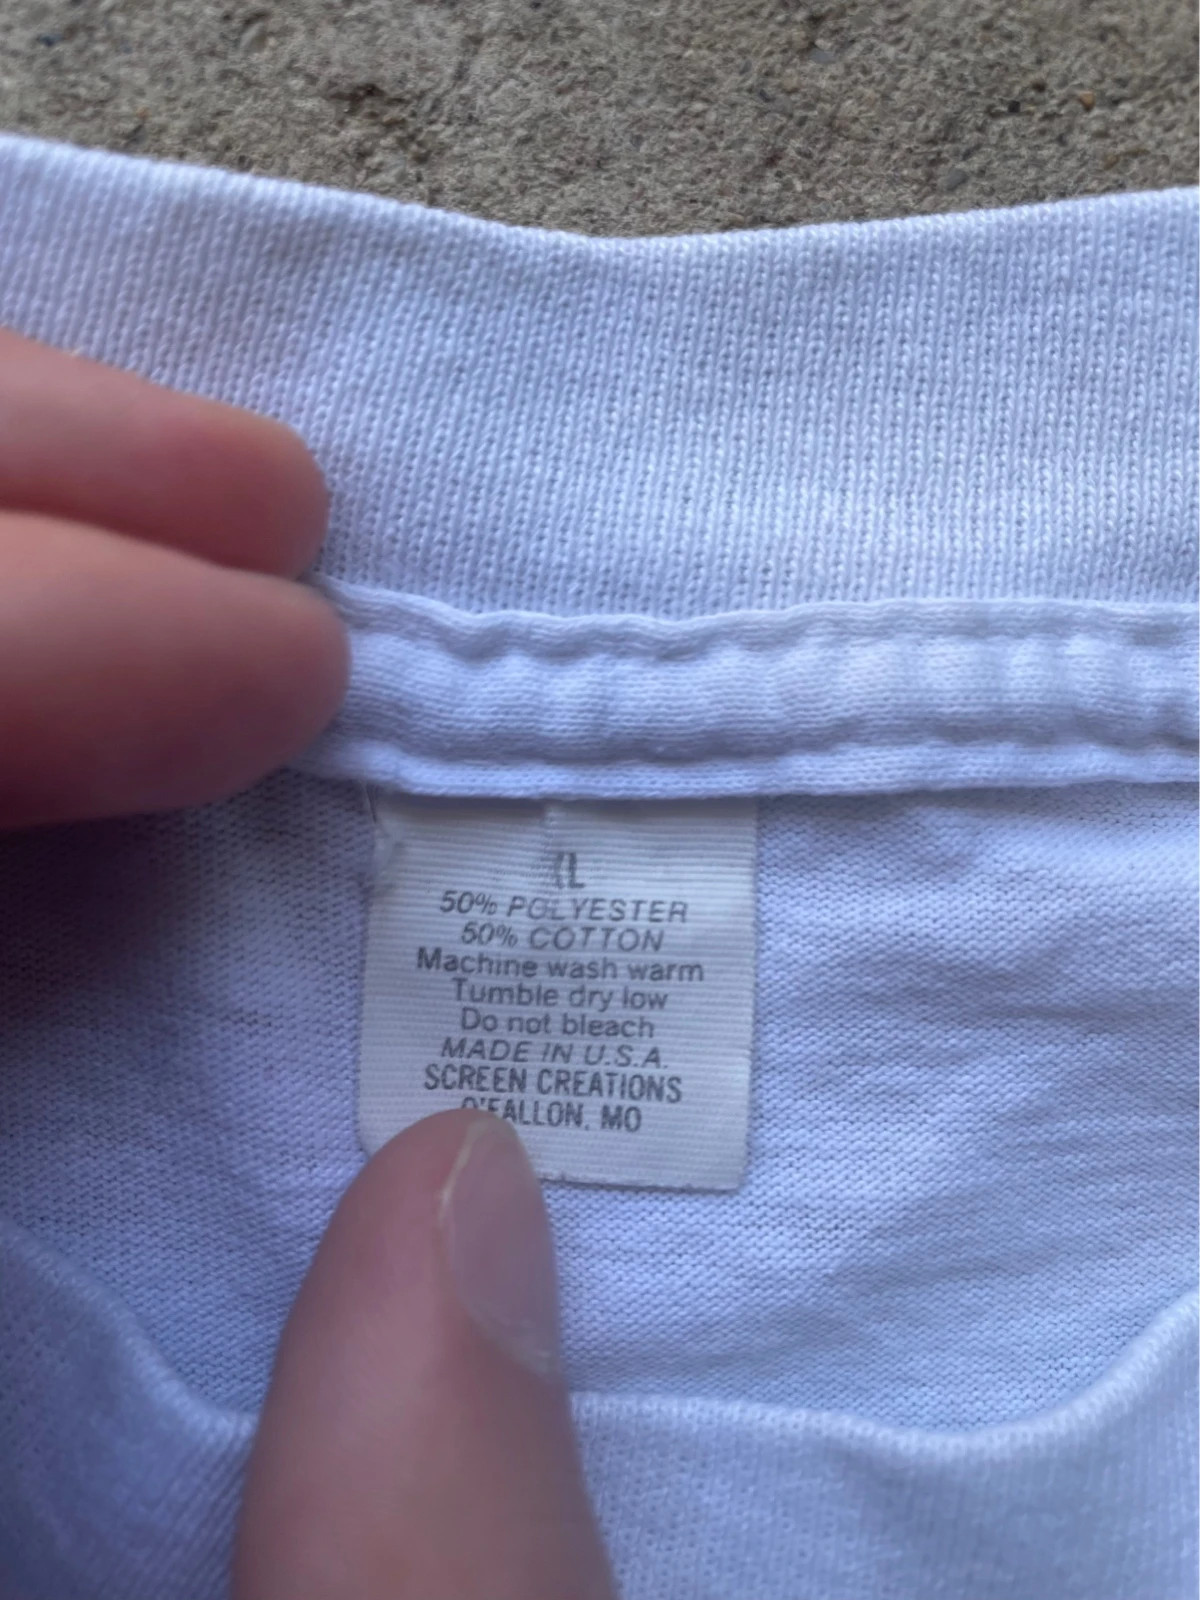 XL
50% POLYESTER
50% COTTON
Machine wash warm
Tumble dry low
Do not bleach
MADE IN U.S.A.
SCREEN CREATIONS
O'FALLON, MO